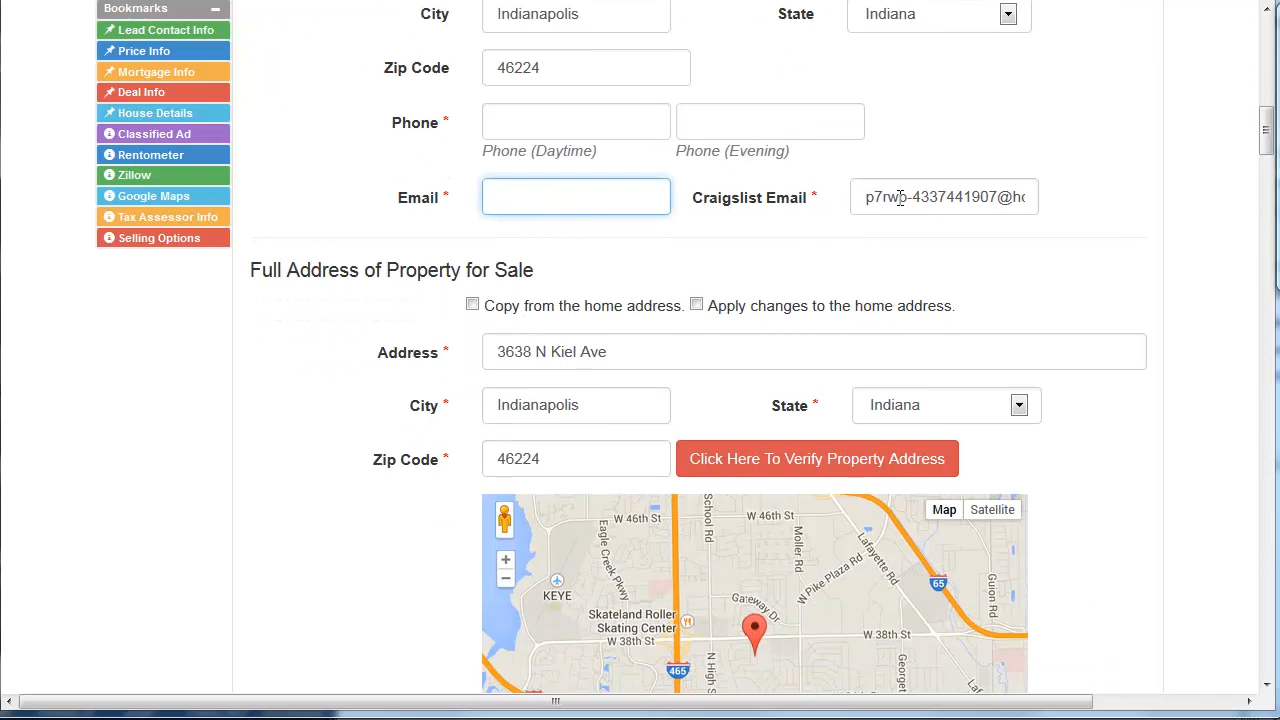 Bookmarks
Lead Contact Info
Price Info
Mortgage Info
Deal Info
House Details
Classified Ad
Rentometer
Zillow
Google Maps
Tax Assessor Info
Selling Options
City Indianapolis State Indiana
Zip Code 46224
Phone *
Phone (Daytime) Phone (Evening)
Email * Craigslist Email * p7rwp-4337441907@hc
Full Address of Property for Sale
Copy from the home address. Apply changes to the home address.
Address * 3638 N Kiel Ave
City * Indianapolis State * Indiana
Zip Code * 46224 Click Here To Verify Property Address
Map Satellite
W 46th St
W 46th St
School Rd
Eagle Creek Pkwy
Moller Rd
Lafayette Rd
W Pike Plaza Rd
65
Guion Rd
KEYE
Gateway Dr
Skateland Roller
Skating Center
W 38th St
W 38th St
465
N High S
Georget
Lafa